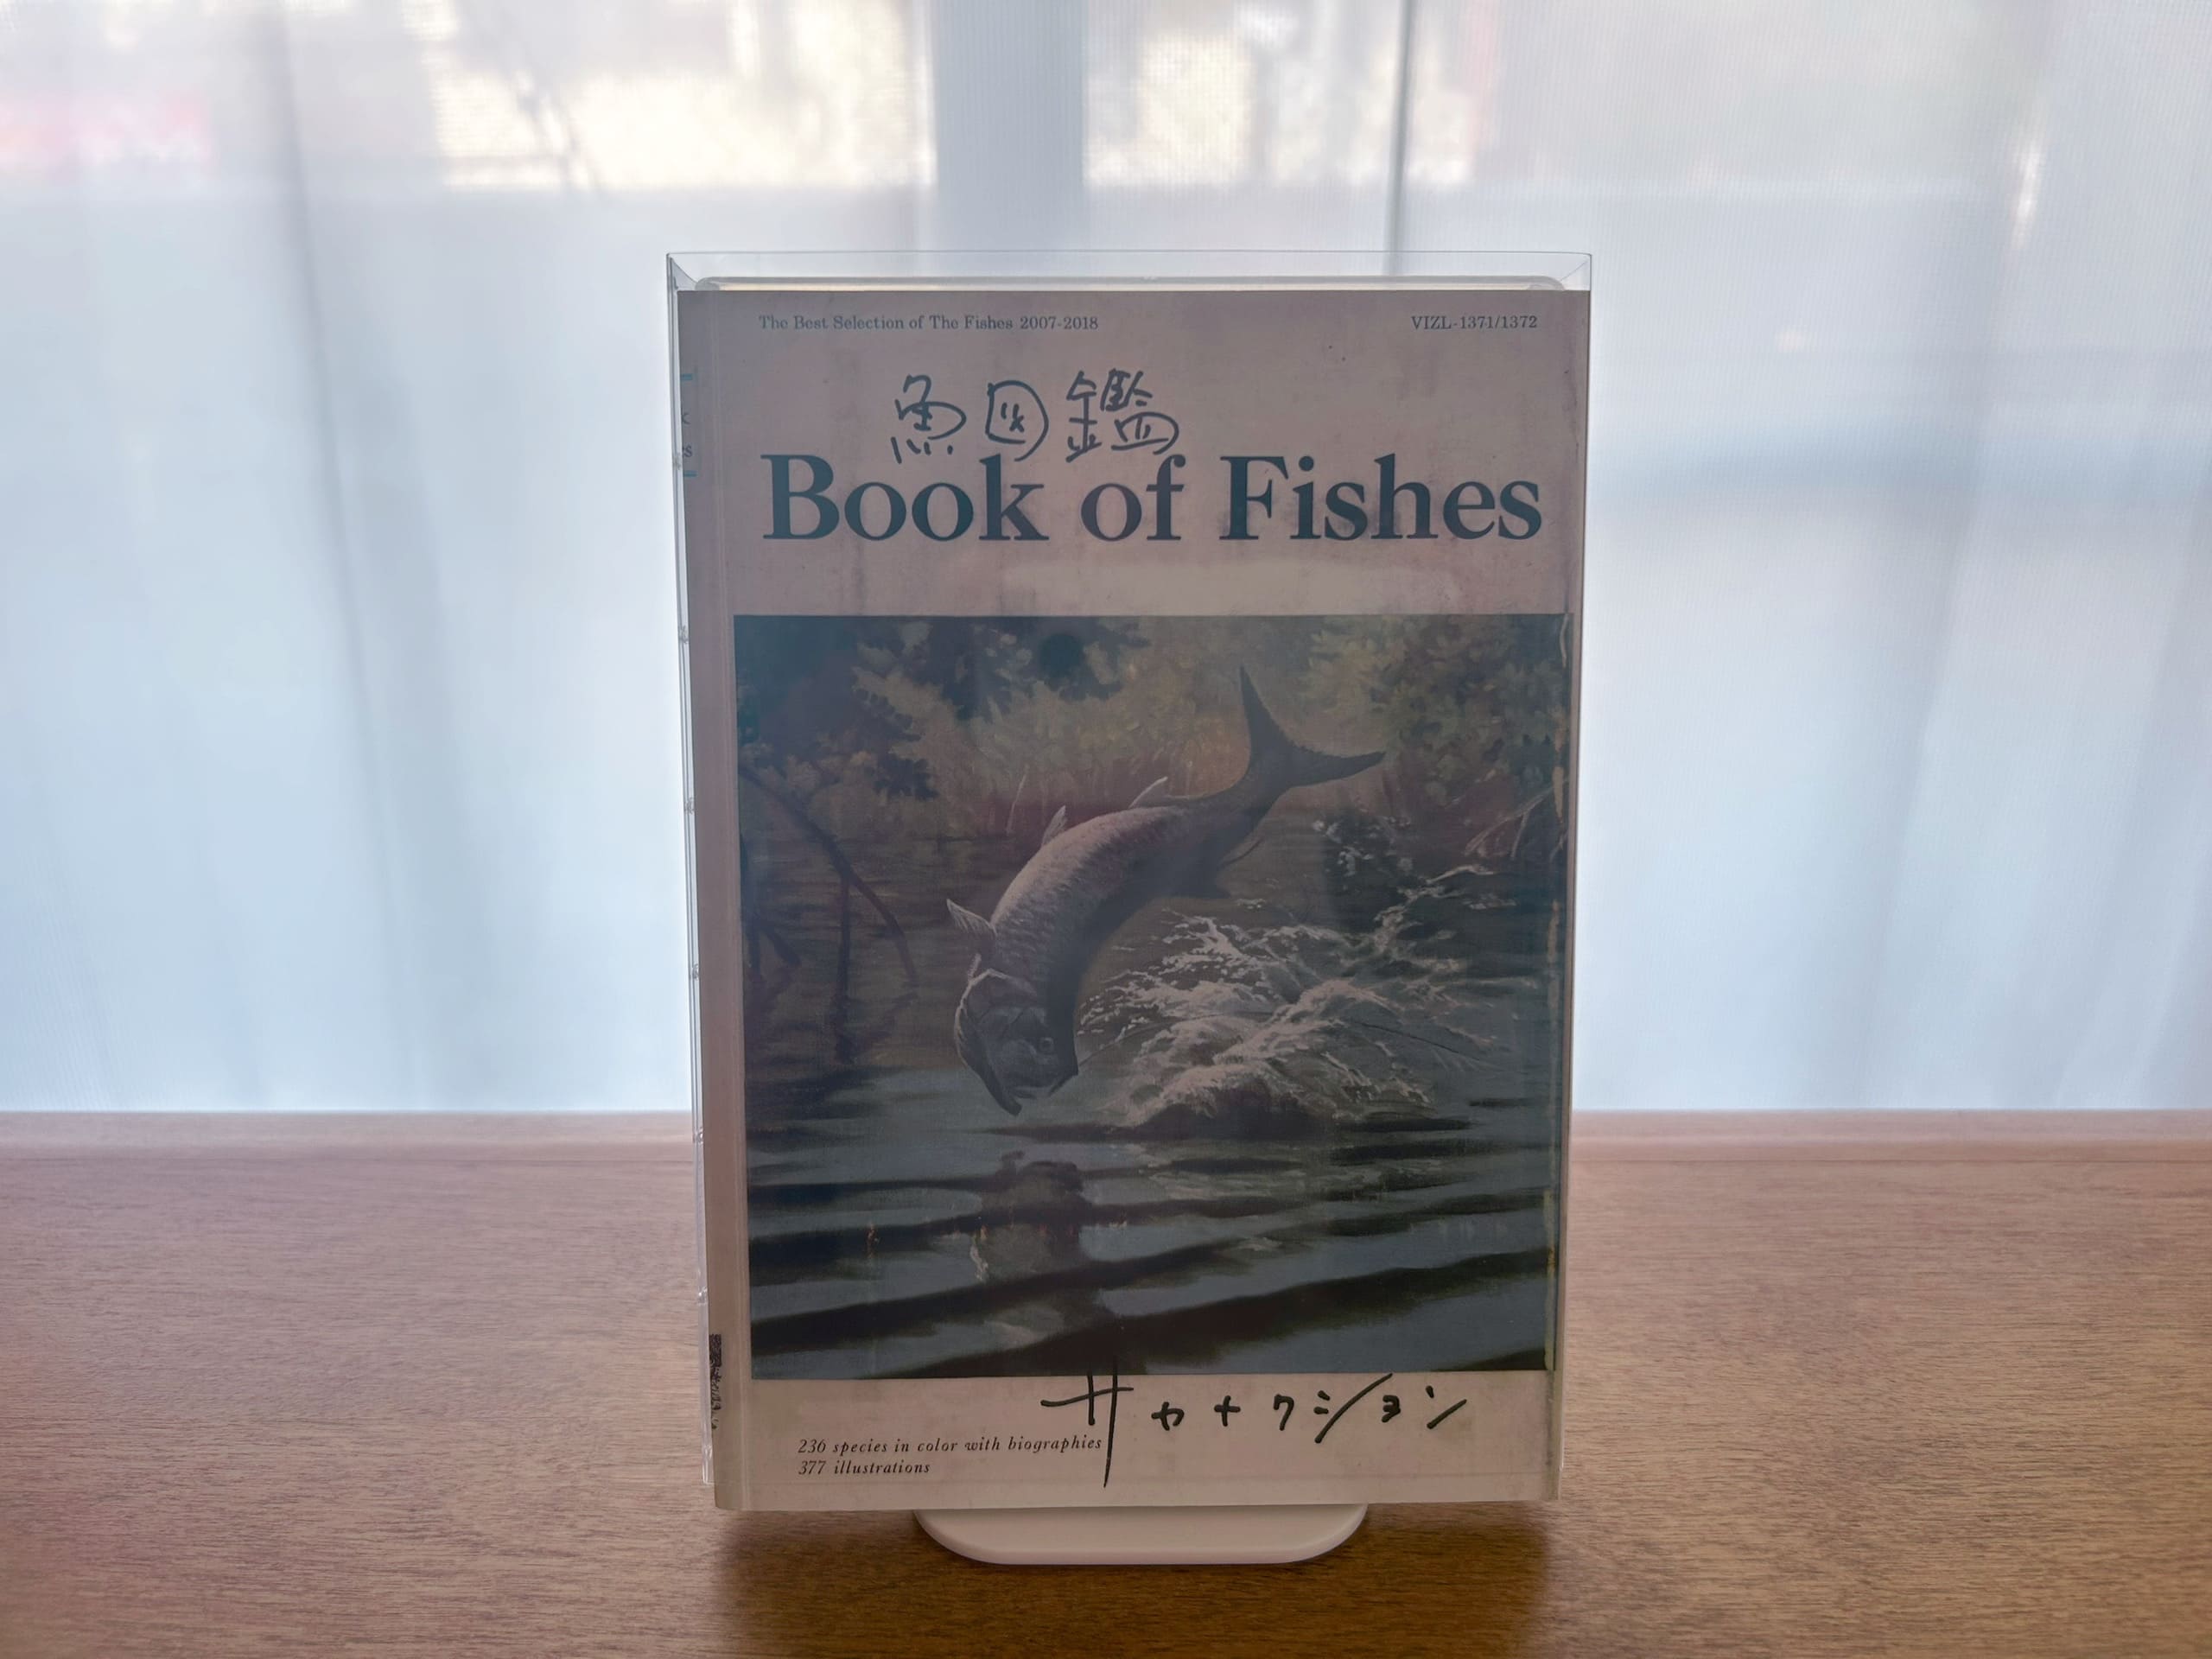 The Best Selection of The Fishes 2007-2018
VIZL-1371/1372
魚図鑑
Book of Fishes
サカナクション
236 species in color with biographies
377 illustrations